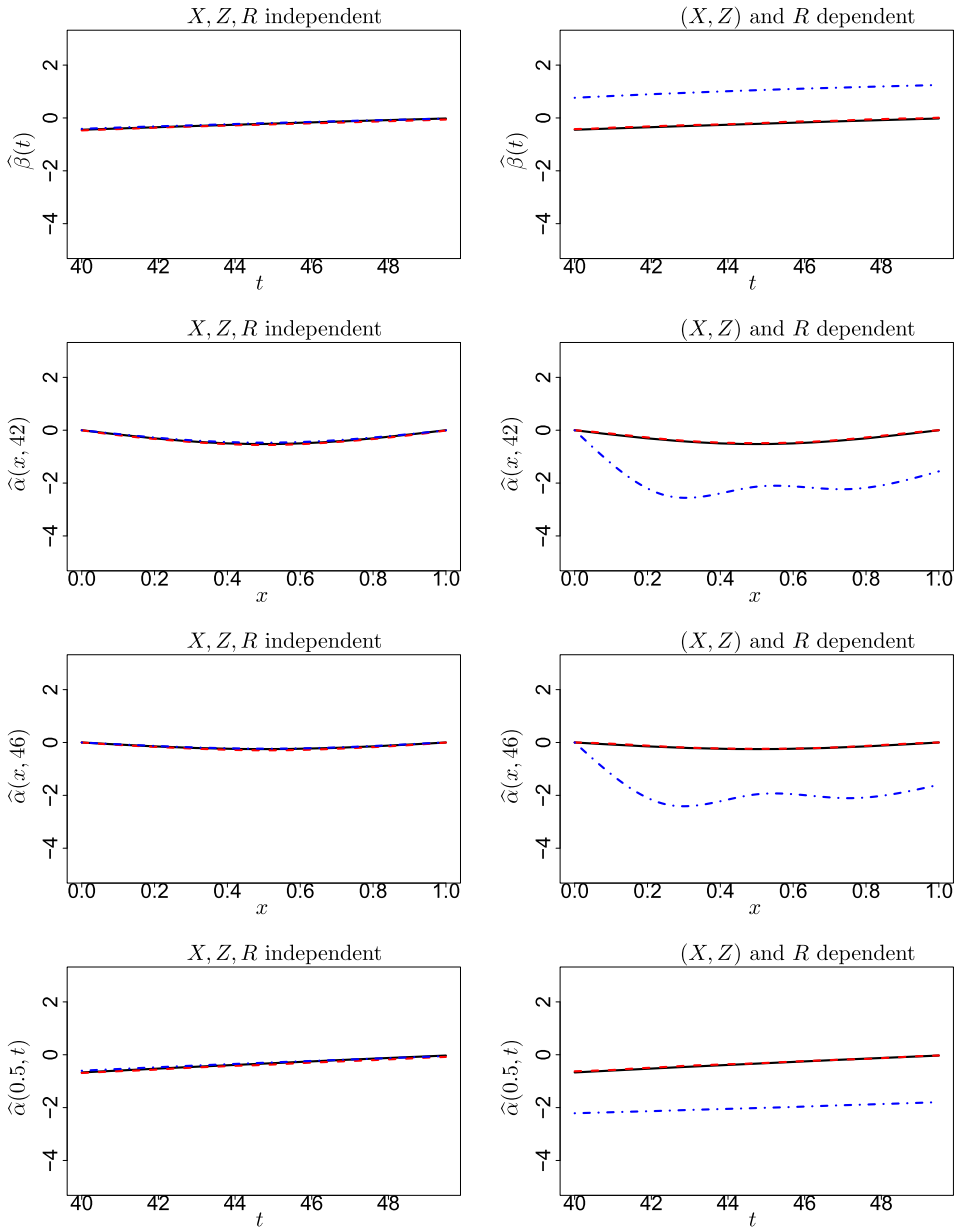 X, Z, R independent
(X, Z) and R dependent
2
0
−2
−4
β̂(t)
40 42 44 46 48
t
2
0
−2
−4
β̂(t)
40 42 44 46 48
t
X, Z, R independent
(X, Z) and R dependent
2
0
−2
−4
α̂(x, 42)
0.0 0.2 0.4 0.6 0.8 1.0
x
2
0
−2
−4
α̂(x, 42)
0.0 0.2 0.4 0.6 0.8 1.0
x
X, Z, R independent
(X, Z) and R dependent
2
0
−2
−4
α̂(x, 46)
0.0 0.2 0.4 0.6 0.8 1.0
x
2
0
−2
−4
α̂(x, 46)
0.0 0.2 0.4 0.6 0.8 1.0
x
X, Z, R independent
(X, Z) and R dependent
2
0
−2
−4
α̂(0.5, t)
40 42 44 46 48
t
2
0
−2
−4
α̂(0.5, t)
40 42 44 46 48
t